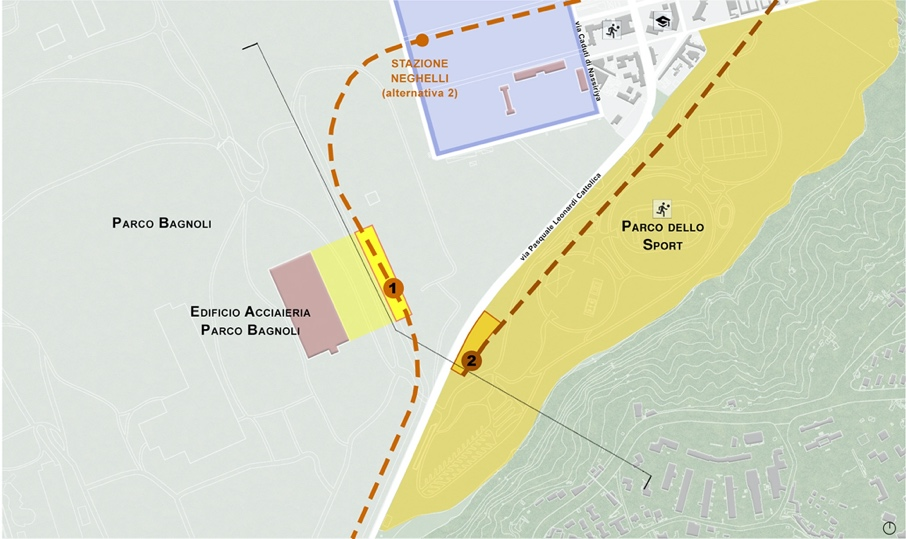 via Caduti di Nassiriya
STAZIONE
NEGHELLI
(alternativa 2)
via Pasquale Leonardi Cattolica
PARCO BAGNOLI
PARCO DELLO
SPORT
1
EDIFICIO ACCIAIERIA
PARCO BAGNOLI
2